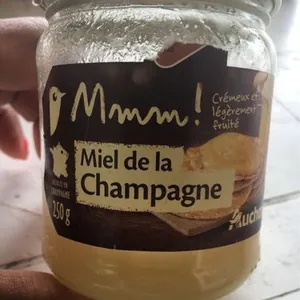 Mmm!
Crémeux et
légèrement
fruité
Miel de la
Champagne
250 g
Auchan